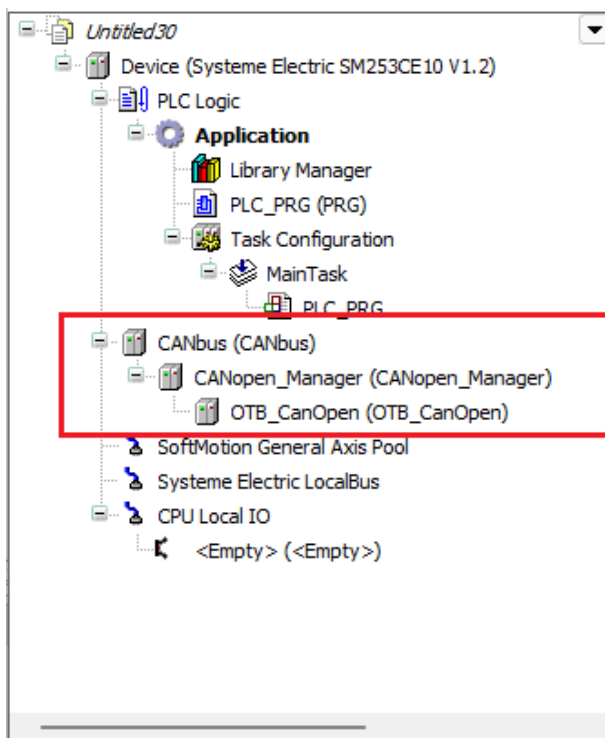 Untitled30
Device (Systeme Electric SM253CE10 V1.2)
PLC Logic
Application
Library Manager
PLC_PRG (PRG)
Task Configuration
MainTask
PLC_PRG
CANbus (CANbus)
CANopen_Manager (CANopen_Manager)
OTB_CanOpen (OTB_CanOpen)
SoftMotion General Axis Pool
Systeme Electric LocalBus
CPU Local IO
<Empty> (<Empty>)